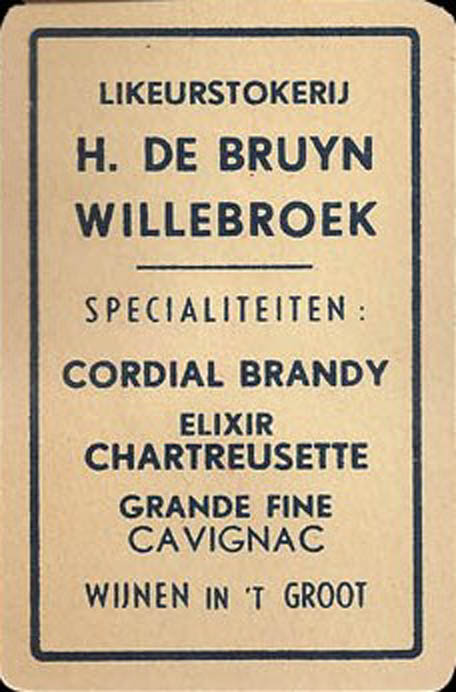 LIKEURSTOKERIJ
H. DE BRUYN
WILLEBROEK
SPECIALITEITEN :
CORDIAL BRANDY
ELIXIR
CHARTREUSETTE
GRANDE FINE
CAVIGNAC
WIJNEN IN 'T GROOT